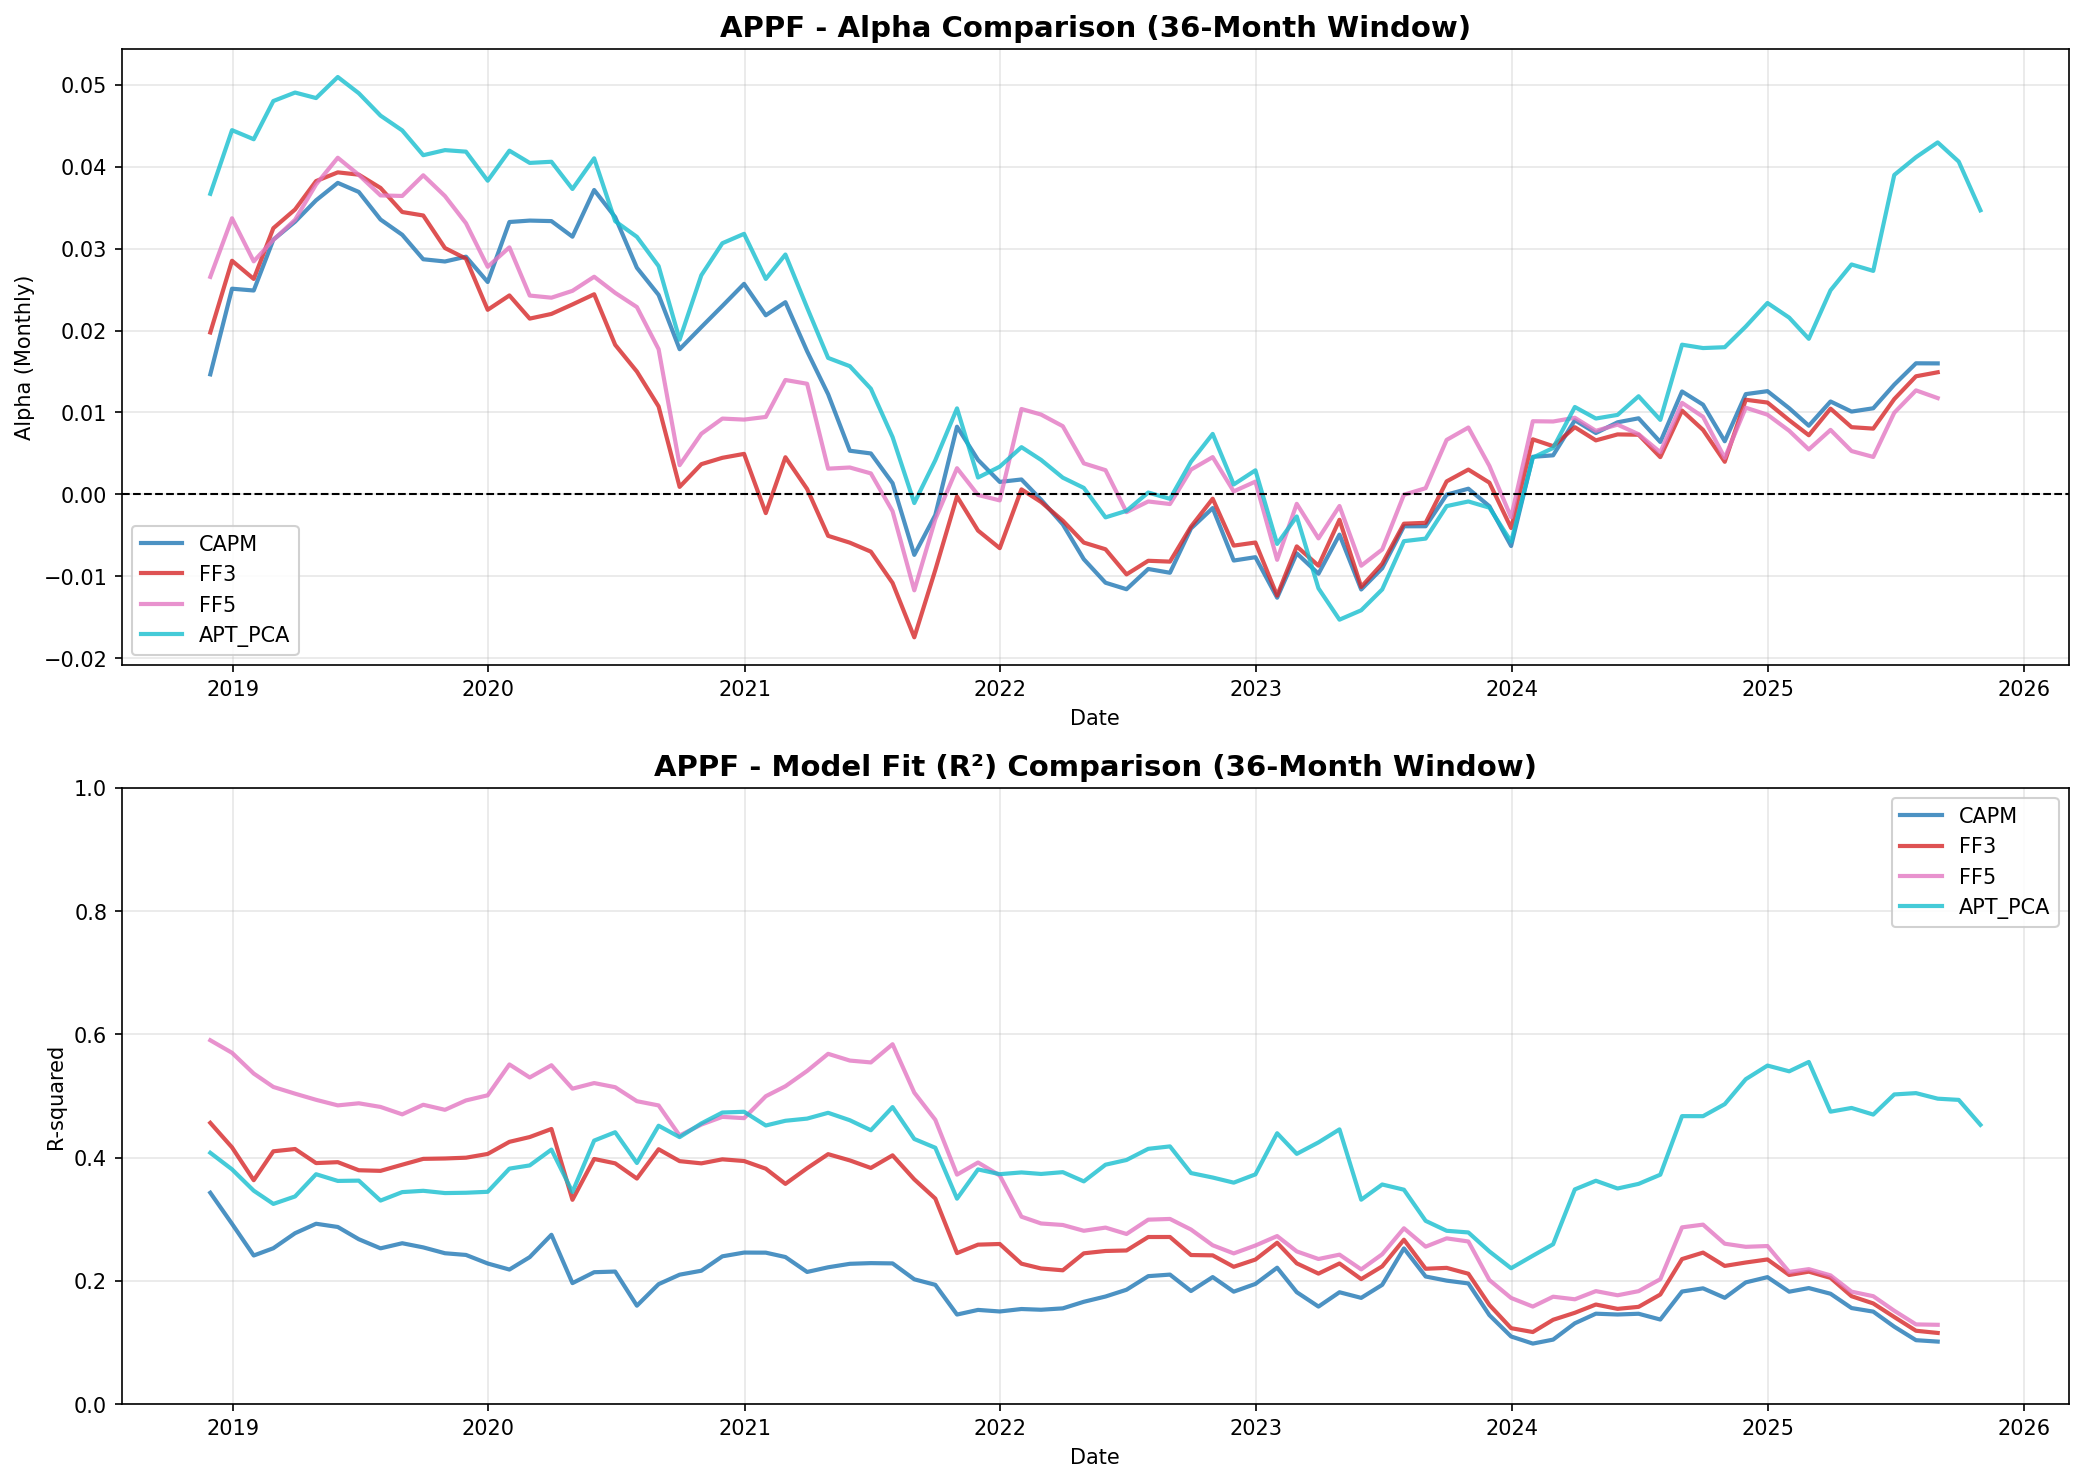 APPF - Alpha Comparison (36-Month Window)
Alpha (Monthly)
0.05
0.04
0.03
0.02
0.01
0.00
−0.01
−0.02
CAPM
FF3
FF5
APT_PCA
2019 2020 2021 2022 2023 2024 2025 2026
Date
APPF - Model Fit (R²) Comparison (36-Month Window)
R-squared
1.0
0.8
0.6
0.4
0.2
0.0
CAPM
FF3
FF5
APT_PCA
2019 2020 2021 2022 2023 2024 2025 2026
Date